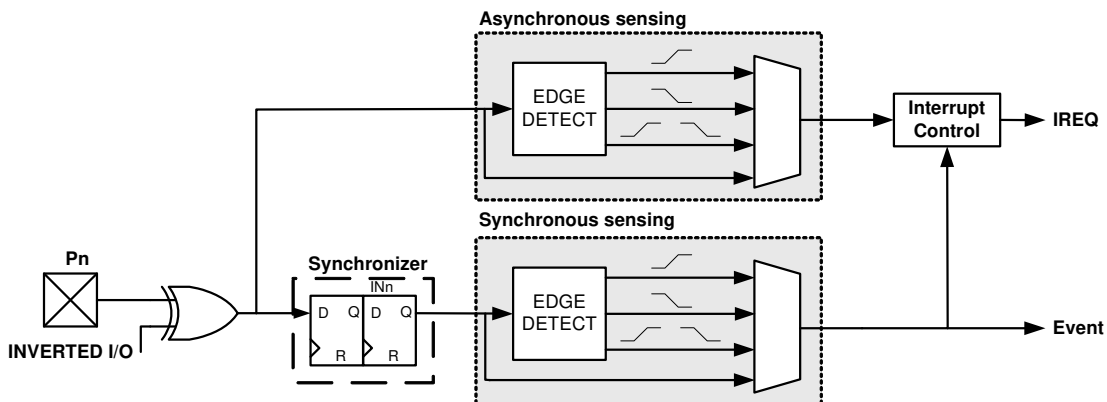 Asynchronous sensing
EDGE
DETECT
Interrupt
Control
IREQ
Synchronous sensing
Pn
Synchronizer
INn
D Q D Q
R R
EDGE
DETECT
INVERTED I/O
Event